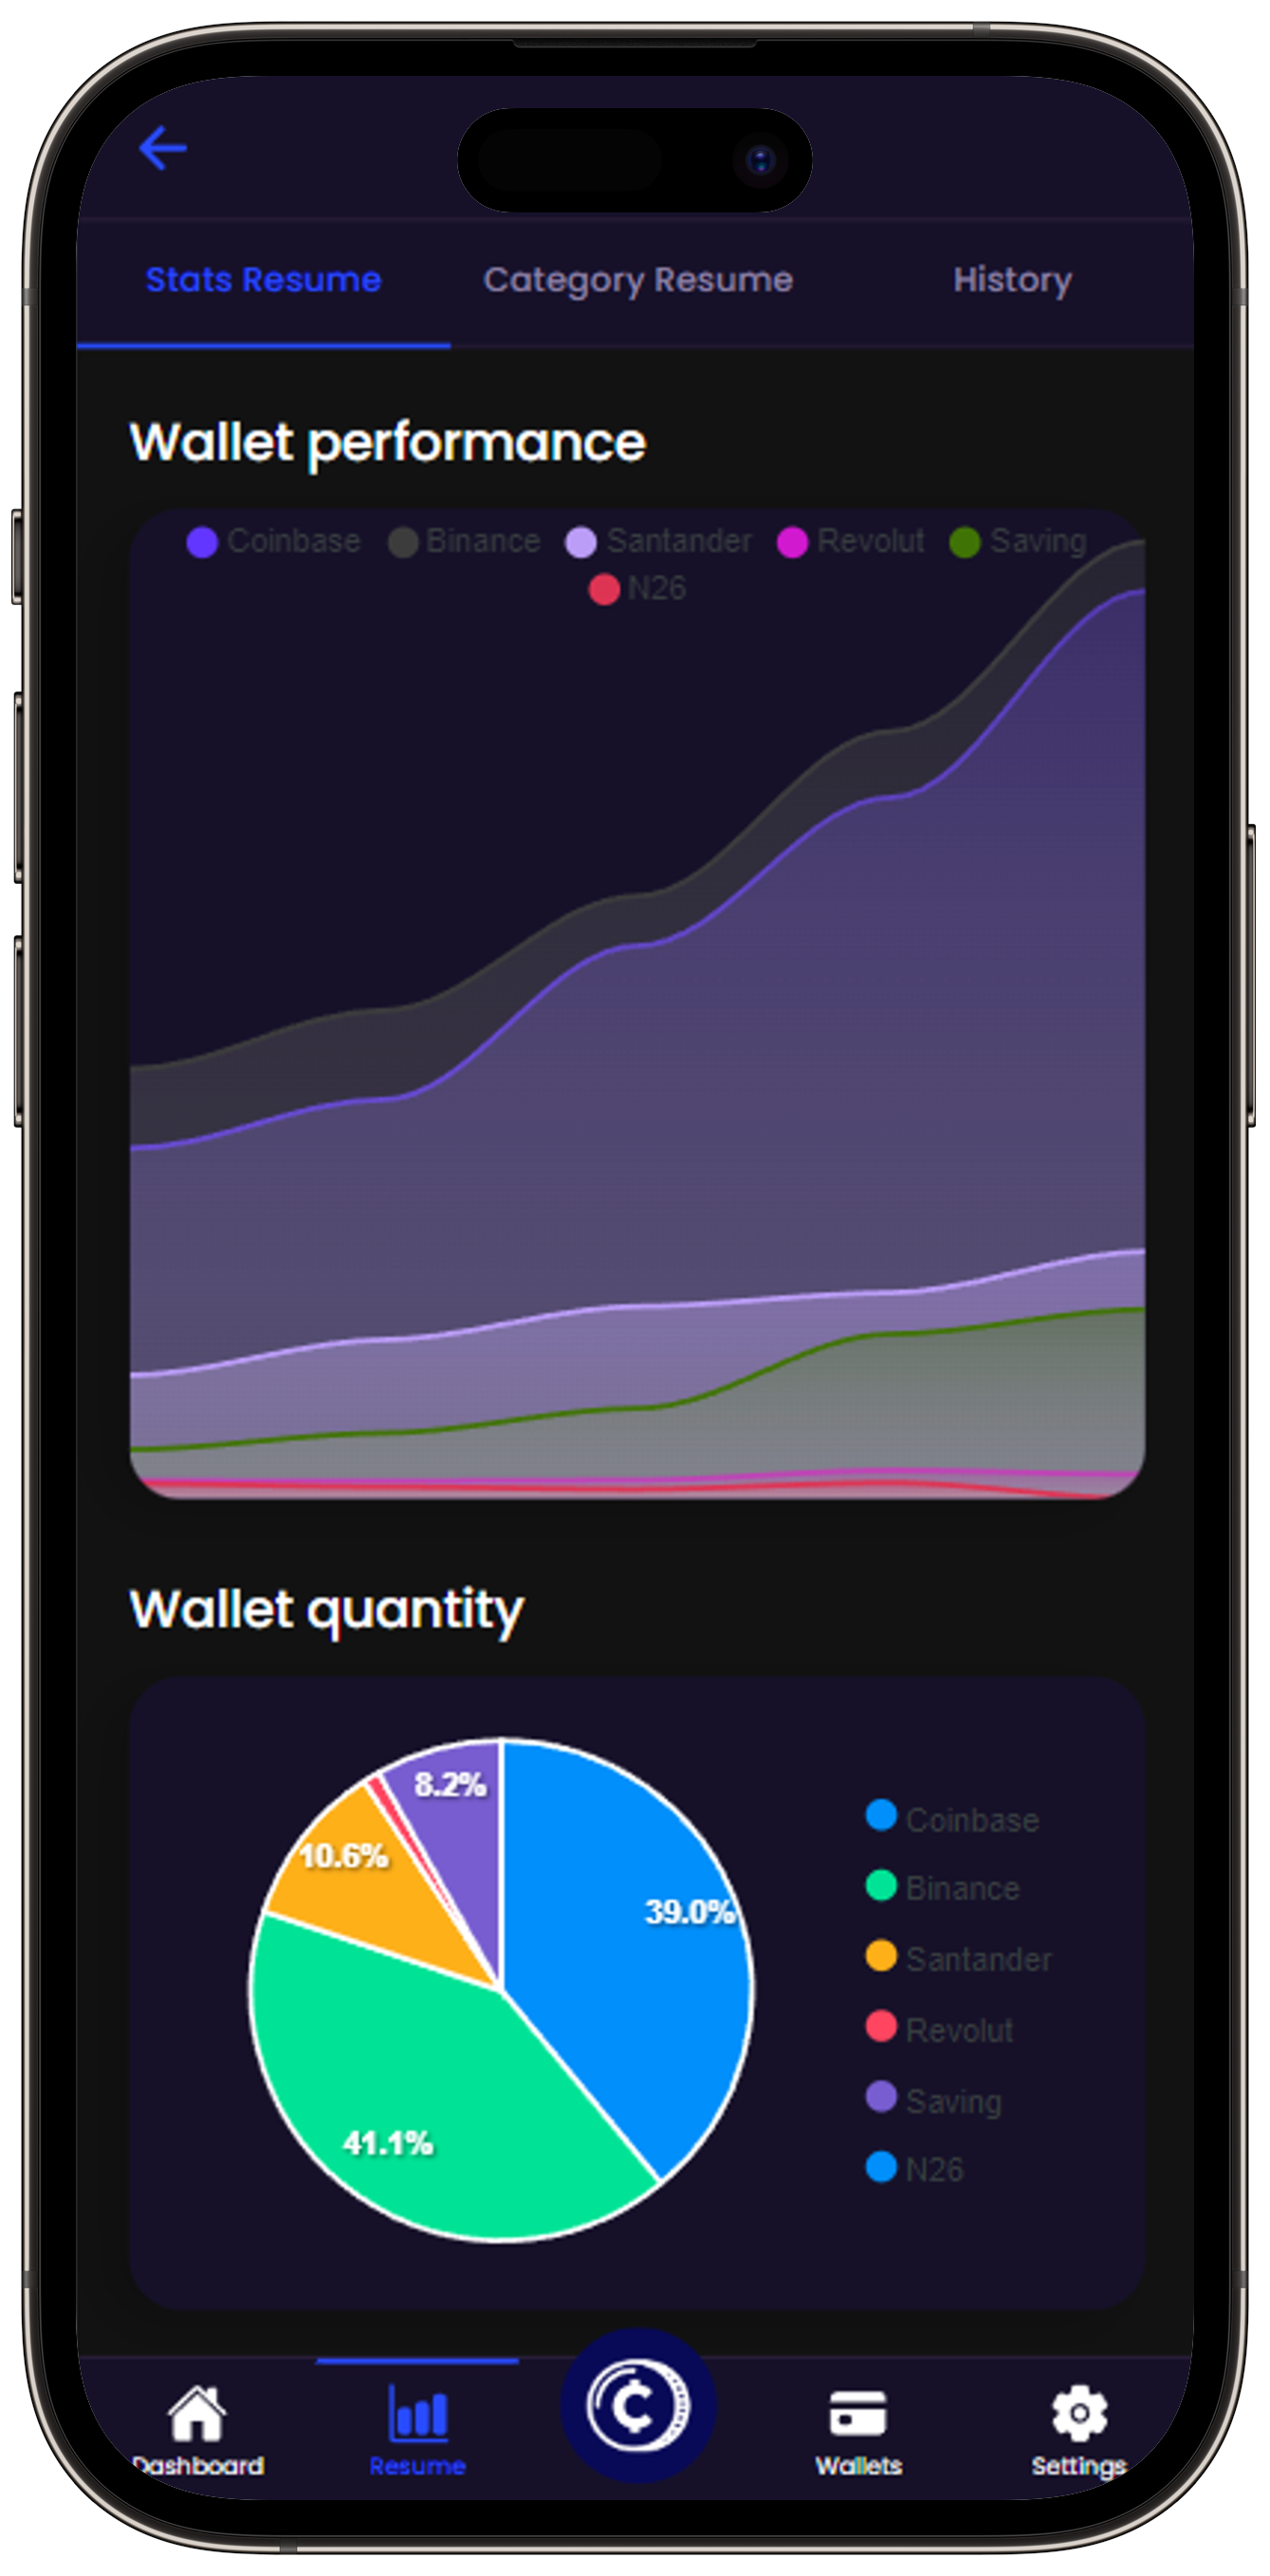 Stats Resume Category Resume History
Wallet performance
Coinbase Binance Santander Revolut Saving
N26
Wallet quantity
8.2%
10.6%
39.0%
41.1%
Coinbase
Binance
Santander
Revolut
Saving
N26
Dashboard Resume Wallets Settings